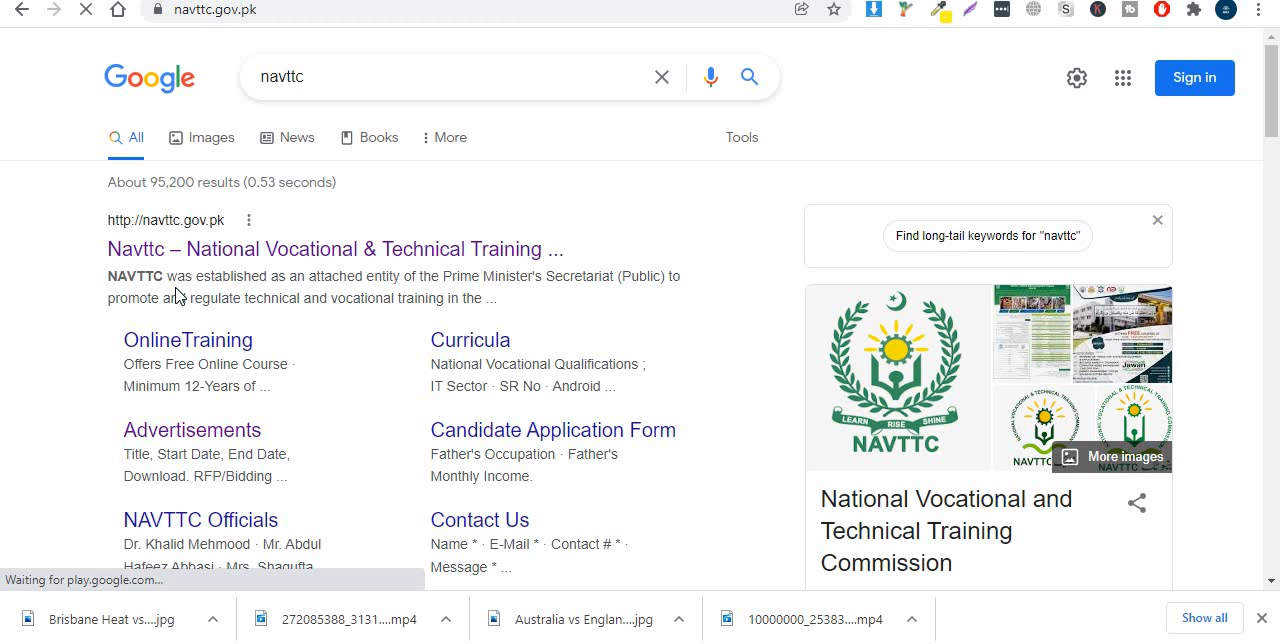 navttc.gov.pk
Google
navttc
Sign in
All
Images
News
Books
More
Tools
About 95,200 results (0.53 seconds)
http://navttc.gov.pk
Navttc – National Vocational & Technical Training ...
NAVTTC was established as an attached entity of the Prime Minister's Secretariat (Public) to
promote and regulate technical and vocational training in the ...
OnlineTraining
Offers Free Online Course ·
Minimum 12-Years of ...
Curricula
National Vocational Qualifications ;
IT Sector · SR No · Android ...
Advertisements
Title, Start Date, End Date,
Download. RFP/Bidding ...
Candidate Application Form
Father's Occupation · Father's
Monthly Income.
NAVTTC Officials
Dr. Khalid Mehmood · Mr. Abdul
Hafeez Abbasi · Mrs. Shagufta
Contact Us
Name * · E-Mail * · Contact # * ·
Message * ...
Find long-tail keywords for "navttc"
LEARN RISE SHINE
NAVTTC
More images
National Vocational and
Technical Training
Commission
Waiting for play.google.com...
Brisbane Heat vs....jpg
272085388_3131....mp4
Australia vs Englan....jpg
10000000_25383....mp4
Show all